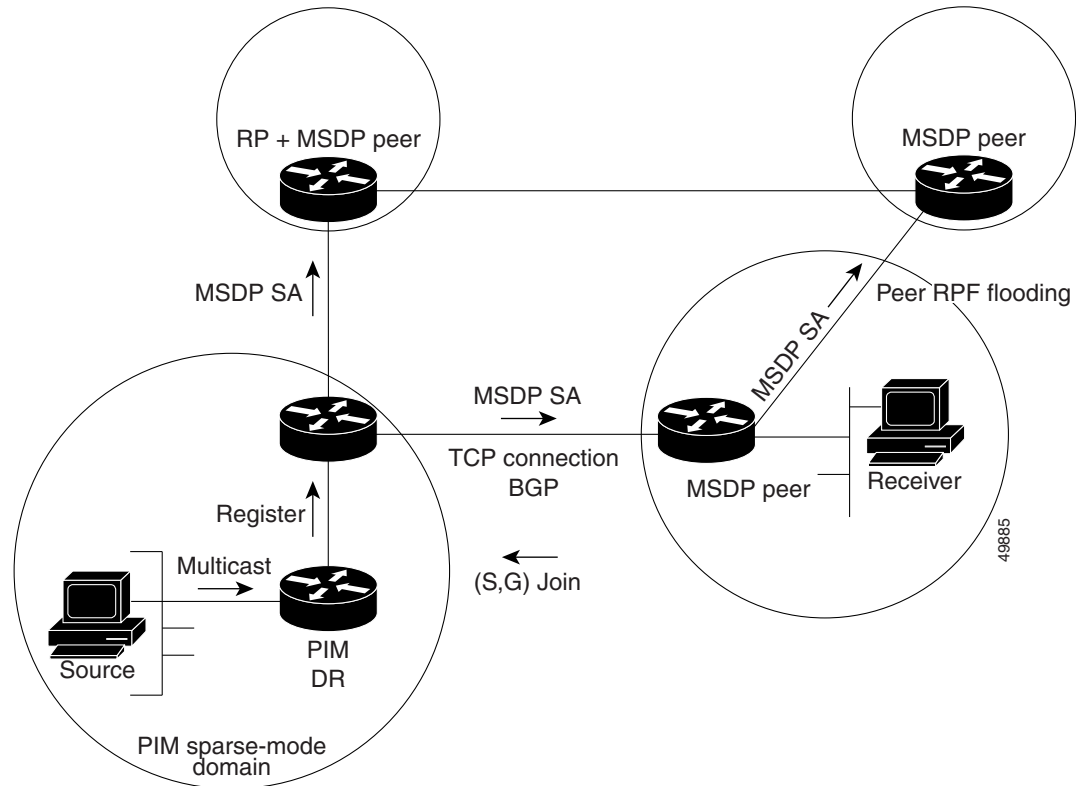 RP + MSDP peer
MSDP peer
MSDP SA
Peer RPF flooding
MSDP SA
MSDP SA
TCP connection
BGP
MSDP peer
Receiver
Register
Multicast
(S,G) Join
49885
Source
PIM
DR
PIM sparse-mode
domain